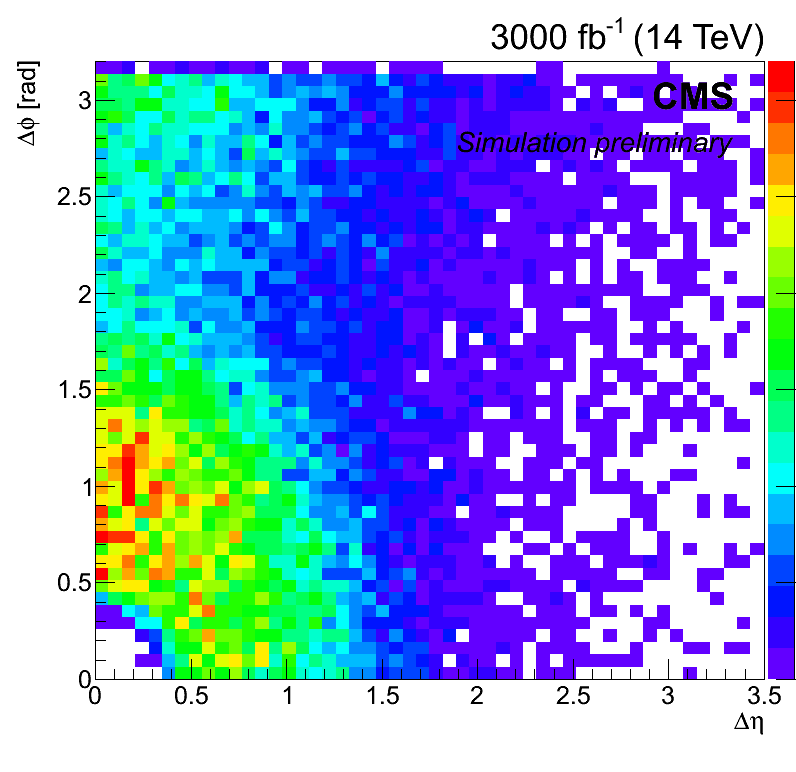 3000 fb-1 (14 TeV)
Δϕ [rad]
CMS
Simulation preliminary
3
2.5
2
1.5
1
0.5
0
0 0.5 1 1.5 2 2.5 3 3.5
Δη